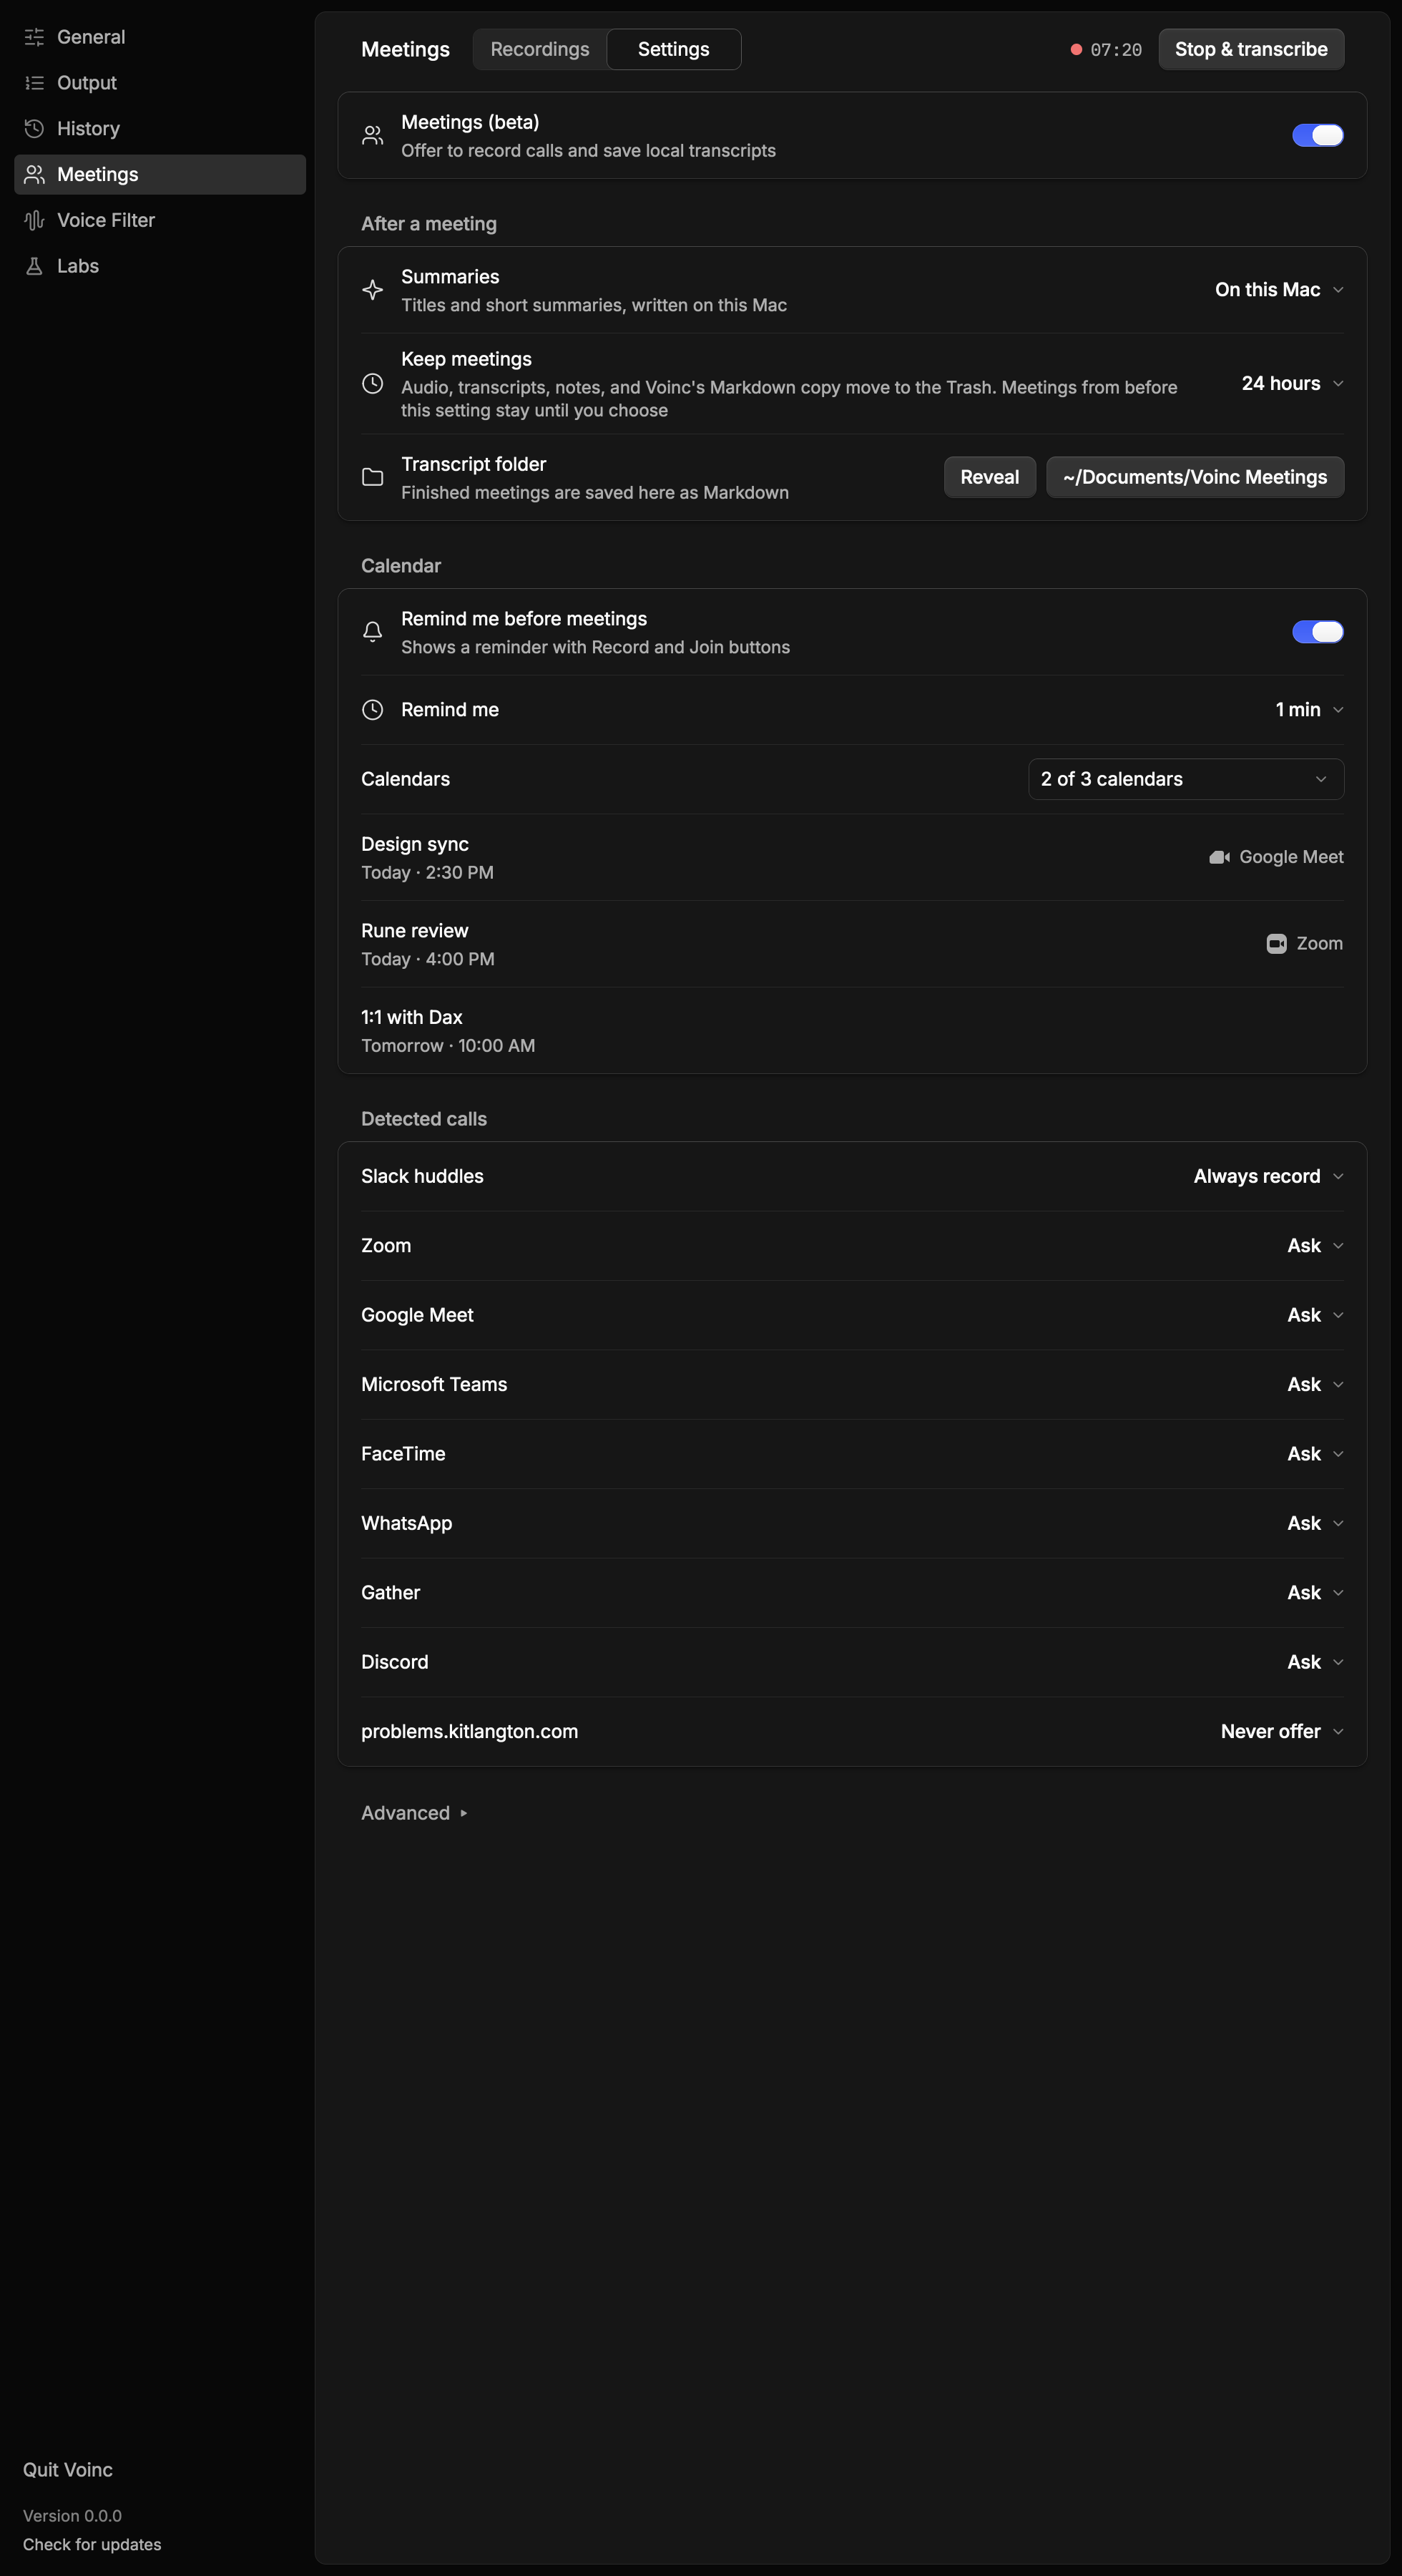 General
Output
History
Meetings
Voice Filter
Labs
Quit Voinc
Version 0.0.0
Check for updates
Meetings
Recordings
Settings
07:20
Stop & transcribe
Meetings (beta)
Offer to record calls and save local transcripts
After a meeting
Summaries
Titles and short summaries, written on this Mac
On this Mac
Keep meetings
Audio, transcripts, notes, and Voinc's Markdown copy move to the Trash. Meetings from before
this setting stay until you choose
24 hours
Transcript folder
Finished meetings are saved here as Markdown
Reveal
~/Documents/Voinc Meetings
Calendar
Remind me before meetings
Shows a reminder with Record and Join buttons
Remind me
1 min
Calendars
2 of 3 calendars
Design sync
Today · 2:30 PM
Google Meet
Rune review
Today · 4:00 PM
Zoom
1:1 with Dax
Tomorrow · 10:00 AM
Detected calls
Slack huddles
Always record
Zoom
Ask
Google Meet
Ask
Microsoft Teams
Ask
FaceTime
Ask
WhatsApp
Ask
Gather
Ask
Discord
Ask
problems.kitlangton.com
Never offer
Advanced